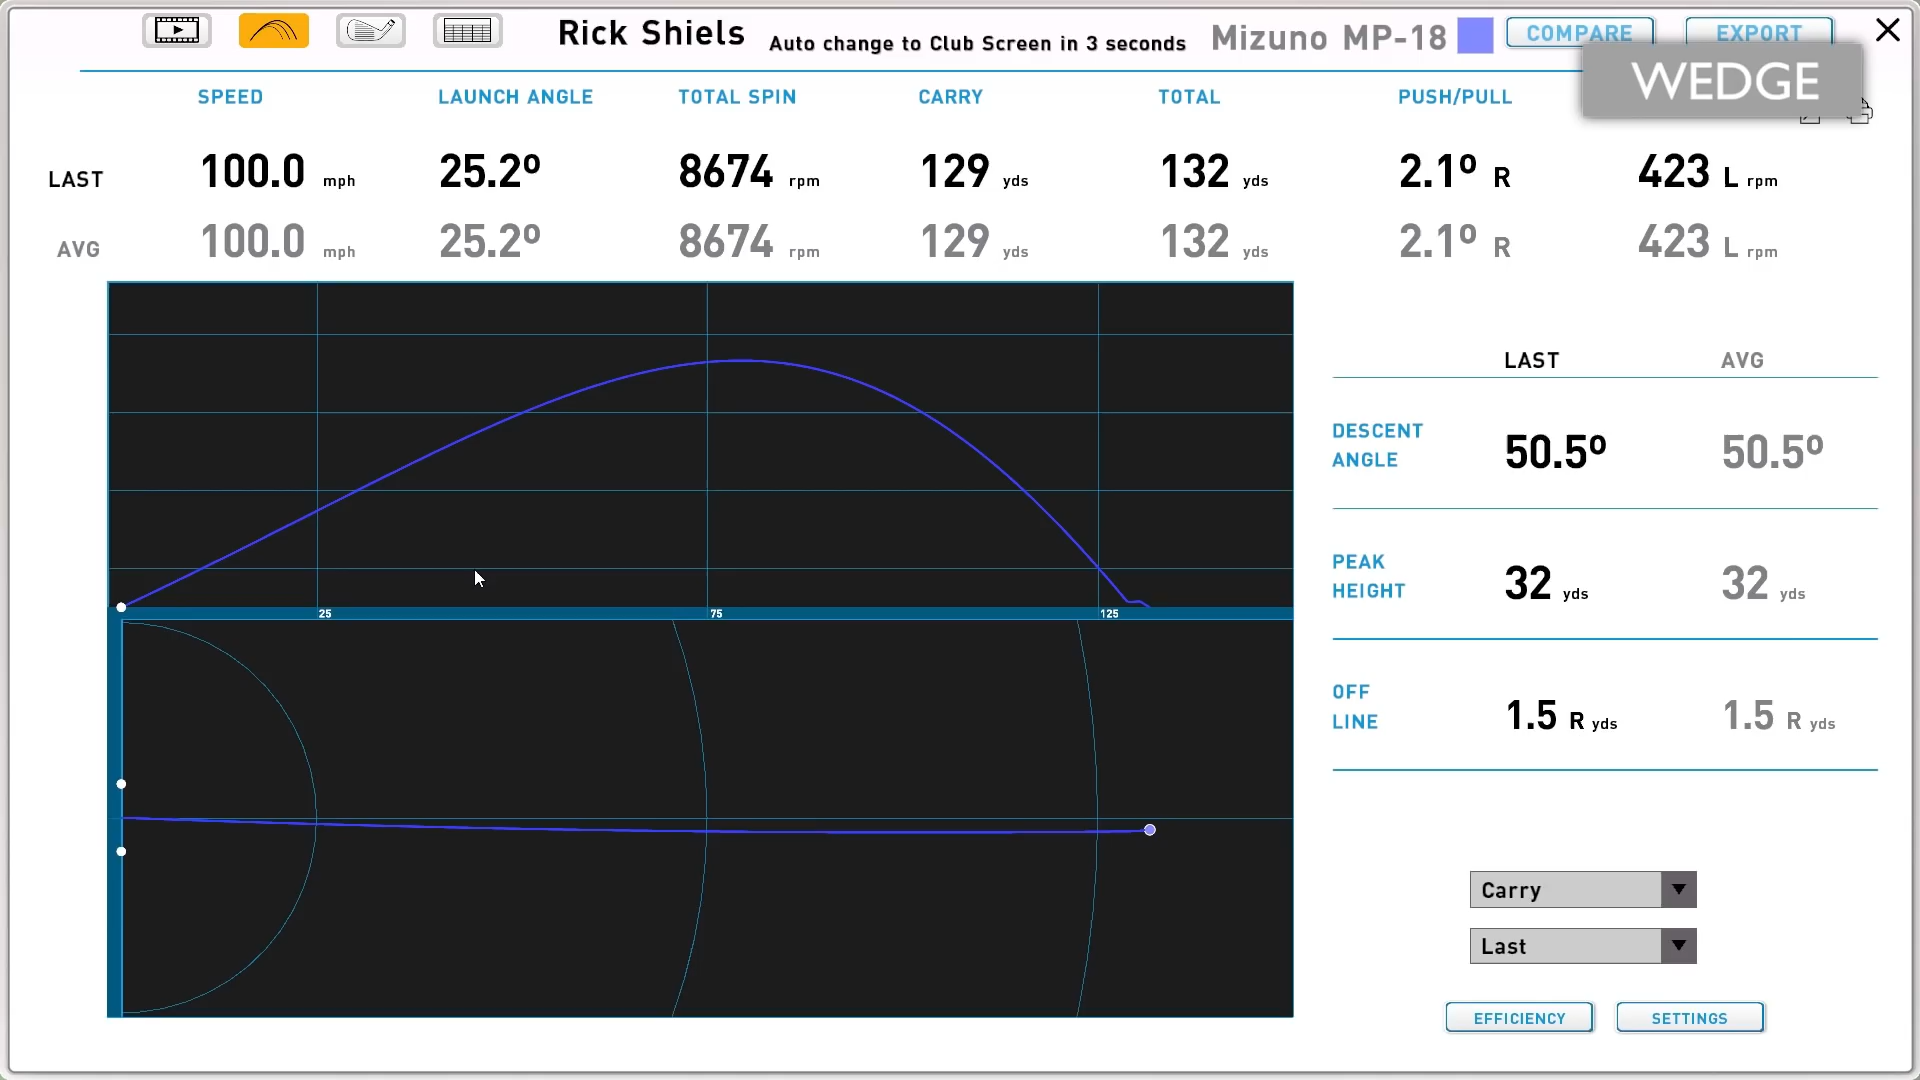 Rick Shiels
Auto change to Club Screen in 3 seconds
Mizuno MP-18
COMPARE
EXPORT
WEDGE
SPEED LAUNCH ANGLE TOTAL SPIN CARRY TOTAL PUSH/PULL
LAST 100.0 mph 25.2º 8674 rpm 129 yds 132 yds 2.1º R 423 L rpm
AVG 100.0 mph 25.2º 8674 rpm 129 yds 132 yds 2.1º R 423 L rpm
25 75 125
LAST AVG
DESCENT
ANGLE
50.5º 50.5º
PEAK
HEIGHT
32 yds 32 yds
OFF
LINE
1.5 R yds 1.5 R yds
Carry
Last
EFFICIENCY
SETTINGS